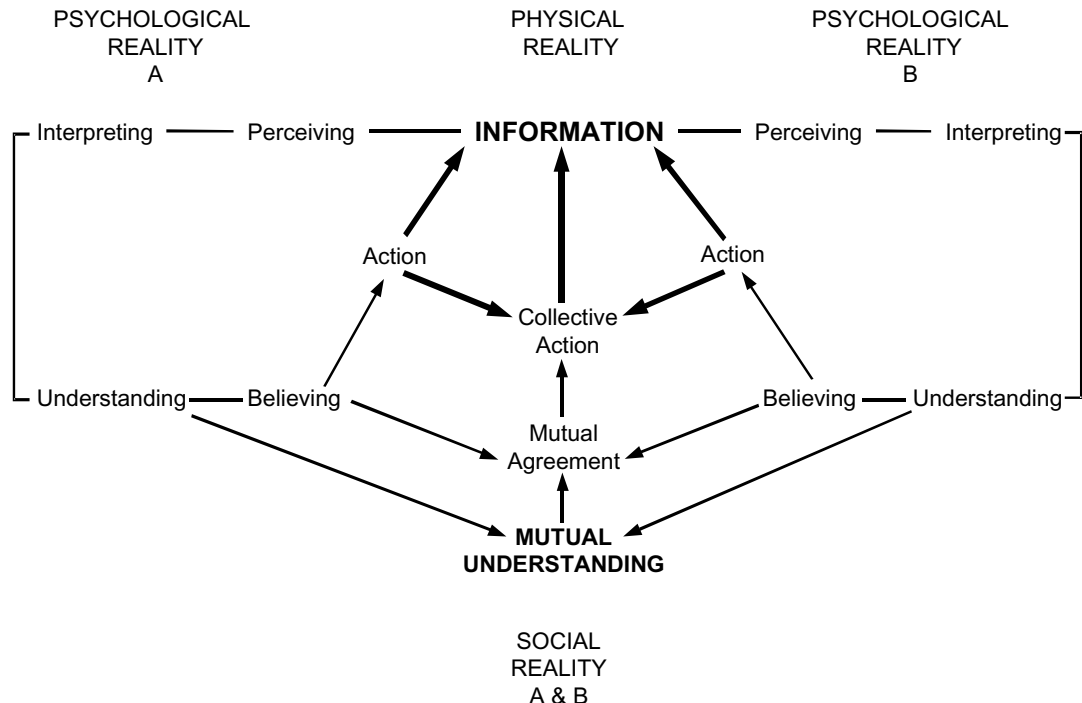 PSYCHOLOGICAL
REALITY
A
PHYSICAL
REALITY
PSYCHOLOGICAL
REALITY
B
Interpreting
Perceiving
INFORMATION
Perceiving
Interpreting
Action
Action
Collective
Action
Understanding
Believing
Believing
Understanding
Mutual
Agreement
MUTUAL
UNDERSTANDING
SOCIAL
REALITY
A & B